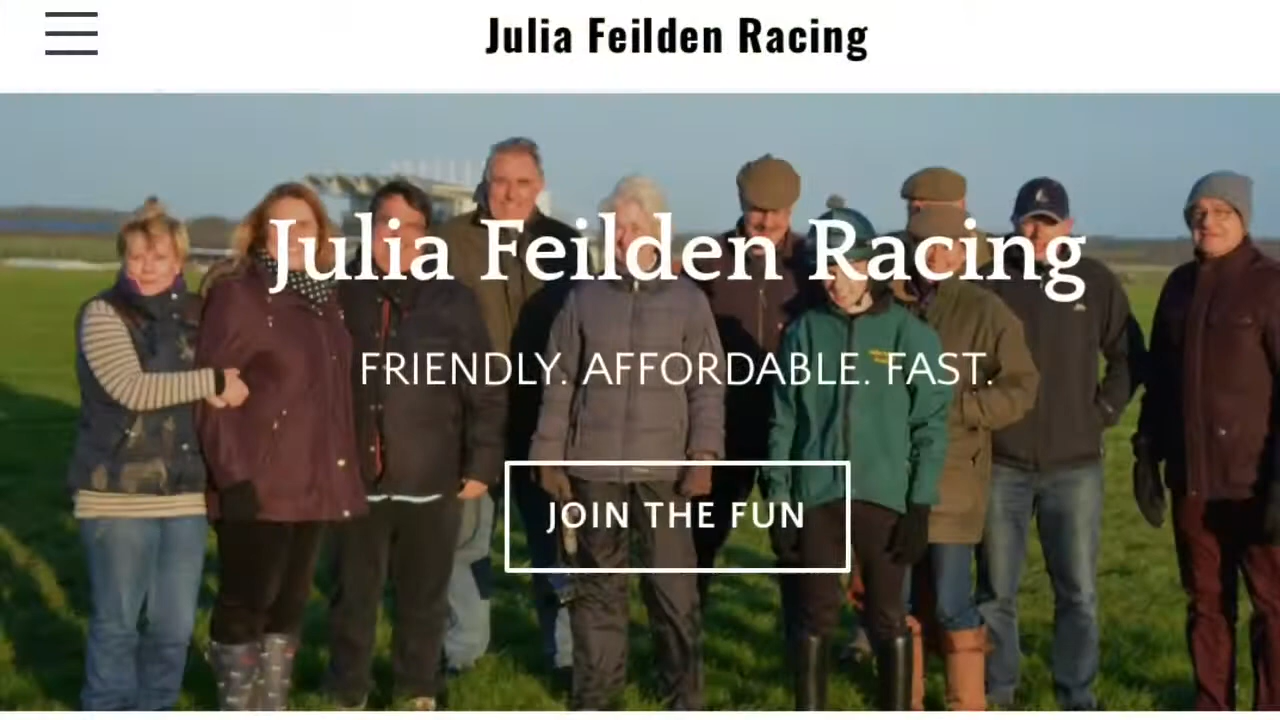 Julia Feilden Racing
Julia Feilden Racing
FRIENDLY. AFFORDABLE. FAST.
JOIN THE FUN